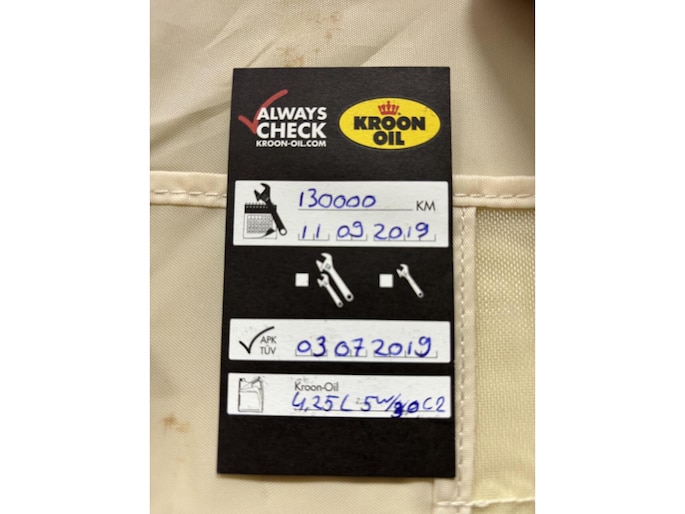 ALWAYS
CHECK
KROON-OIL.COM
KROON
OIL
130000 KM
11 09 2019
APK
TÜV
03 07 2019
Kroon-Oil
4,25L 5W/30 C2